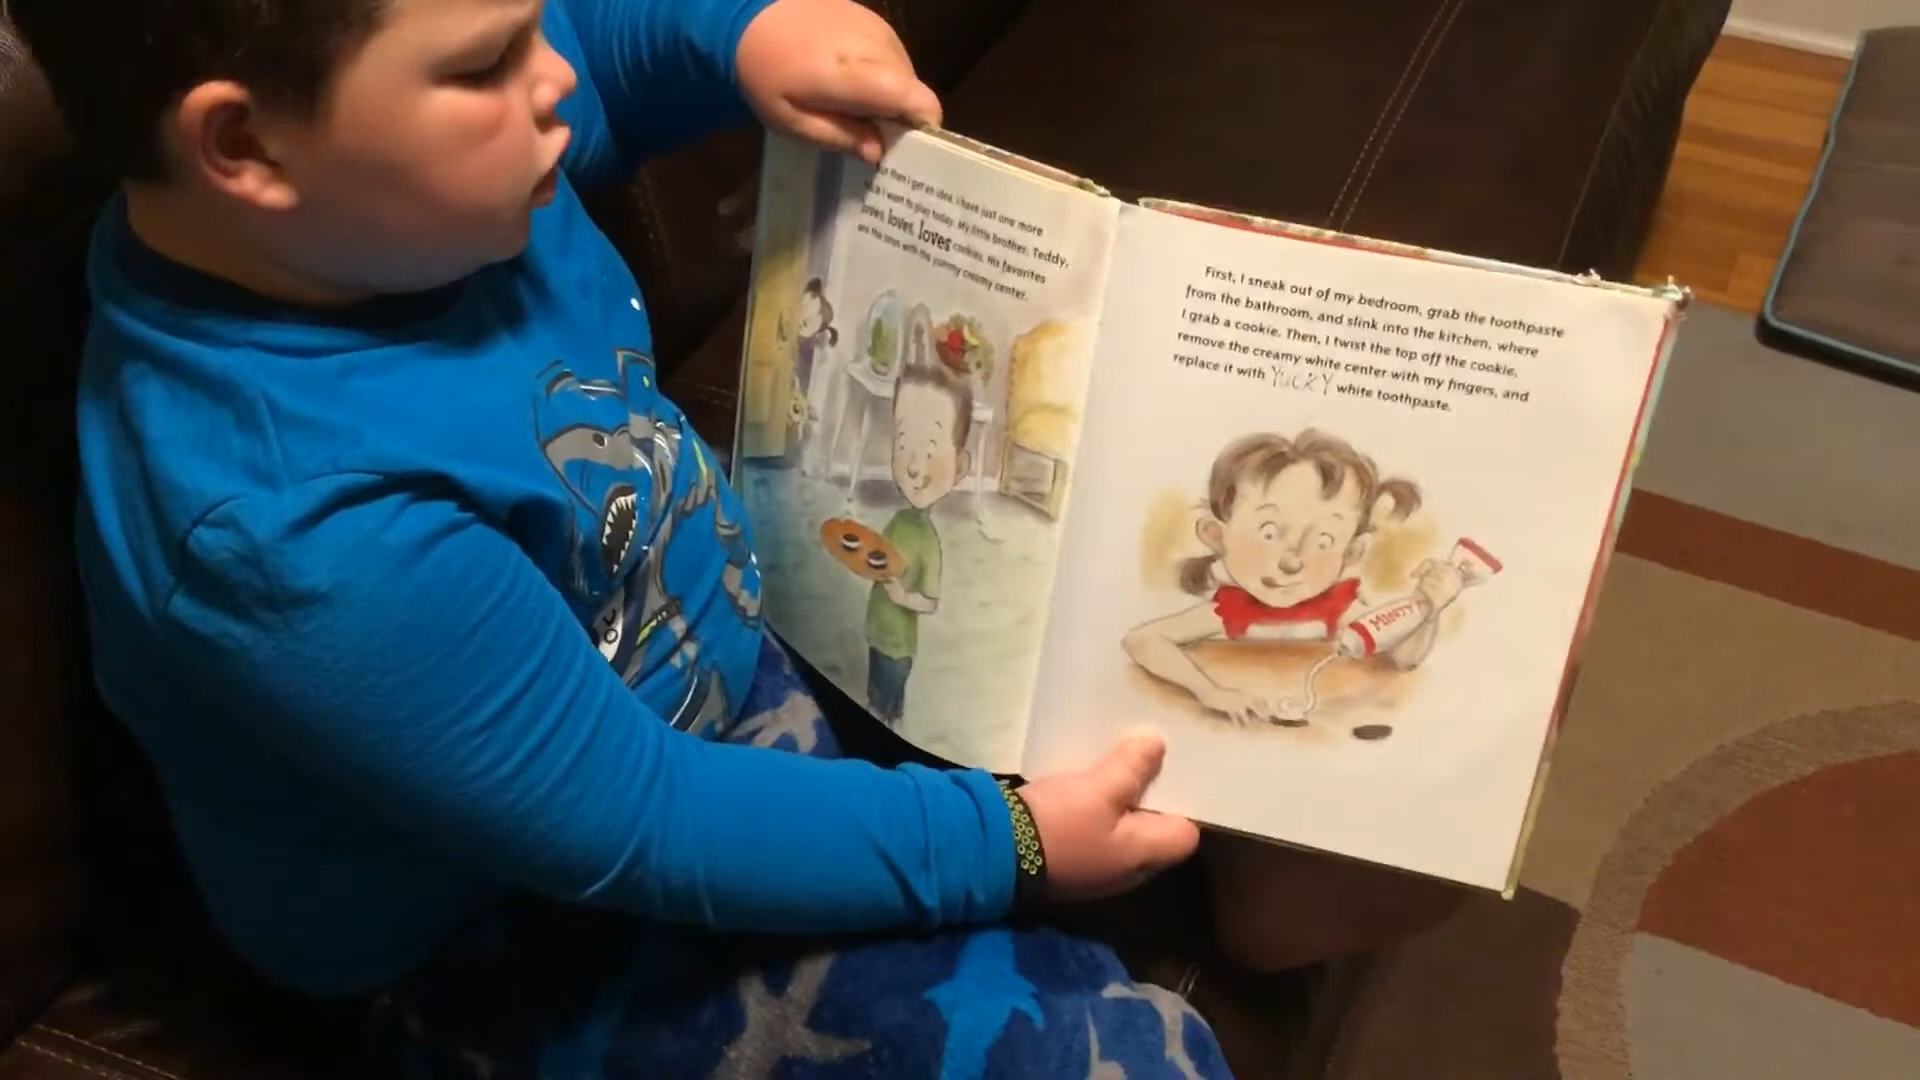 then I get an idea. I have just one more
I want to play today. My little brother, Teddy,
loves, loves, loves cookies. His favorites
are the ones with the yummy creamy center.
First, I sneak out of my bedroom, grab the toothpaste
from the bathroom, and slink into the kitchen, where
I grab a cookie. Then, I twist the top off the cookie,
remove the creamy white center with my fingers, and
replace it with YUCKY white toothpaste.
MINTY